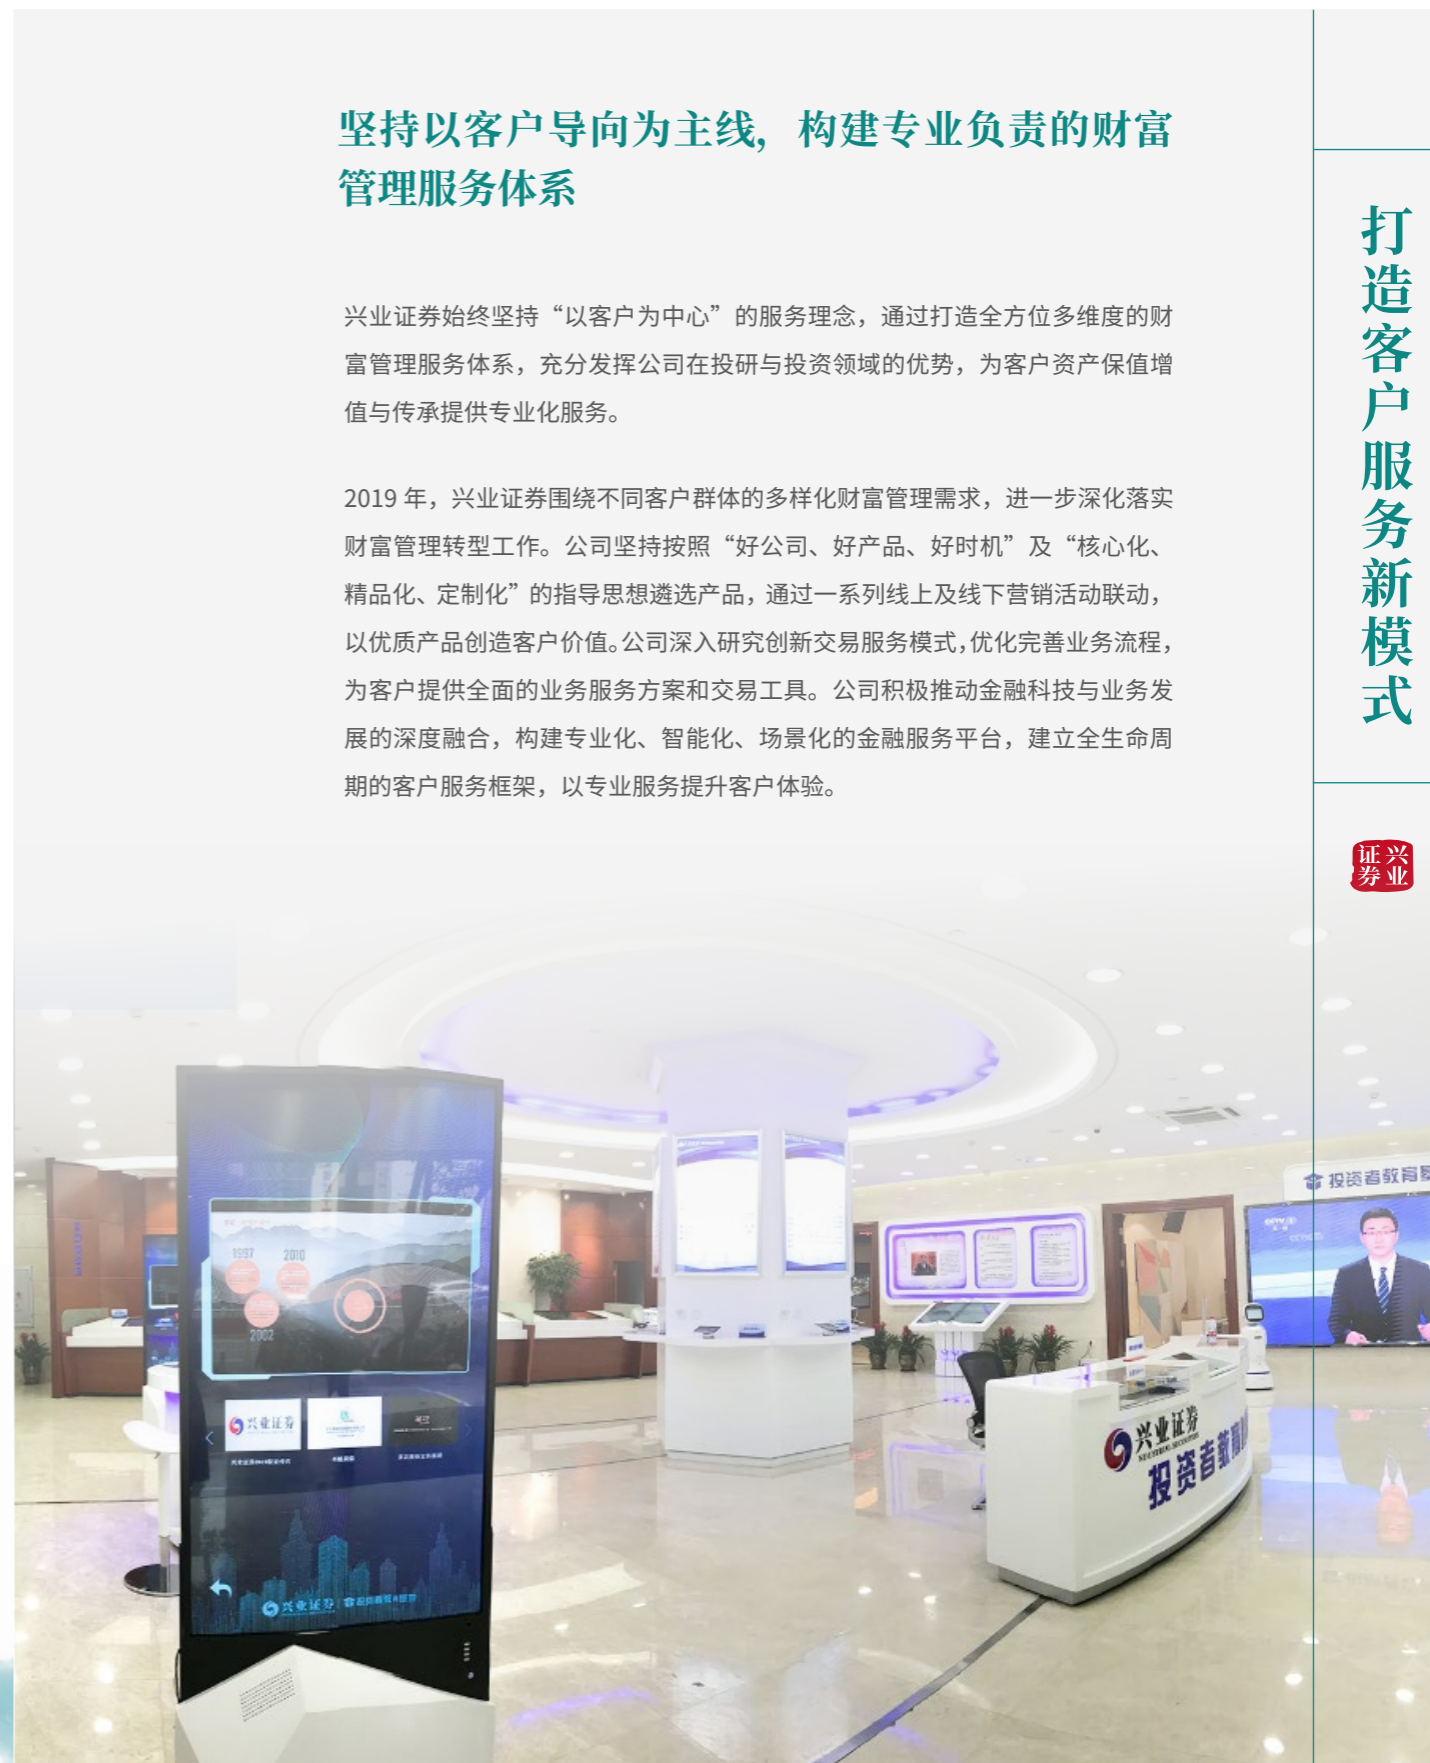 坚持以客户导向为主线，构建专业负责的财富
管理服务体系
兴业证券始终坚持“以客户为中心”的服务理念，通过打造全方位多维度的财
富管理服务体系，充分发挥公司在投研与投资领域的优势，为客户资产保值增
值与传承提供专业化服务。
2019 年，兴业证券围绕不同客户群体的多样化财富管理需求，进一步深化落实
财富管理转型工作。公司坚持按照“好公司、好产品、好时机”及“核心化、
精品化、定制化”的指导思想遴选产品，通过一系列线上及线下营销活动联动，
以优质产品创造客户价值。公司深入研究创新交易服务模式，优化完善业务流程，
为客户提供全面的业务服务方案和交易工具。公司积极推动金融科技与业务发
展的深度融合，构建专业化、智能化、场景化的金融服务平台，建立全生命周
期的客户服务框架，以专业服务提升客户体验。
打造客户服务新模式
兴业
证券
投资者教育基
1997
2010
2002
兴业证券
兴业证券
兴业证券
INDUSTRIAL SECURITIES
投资者教育